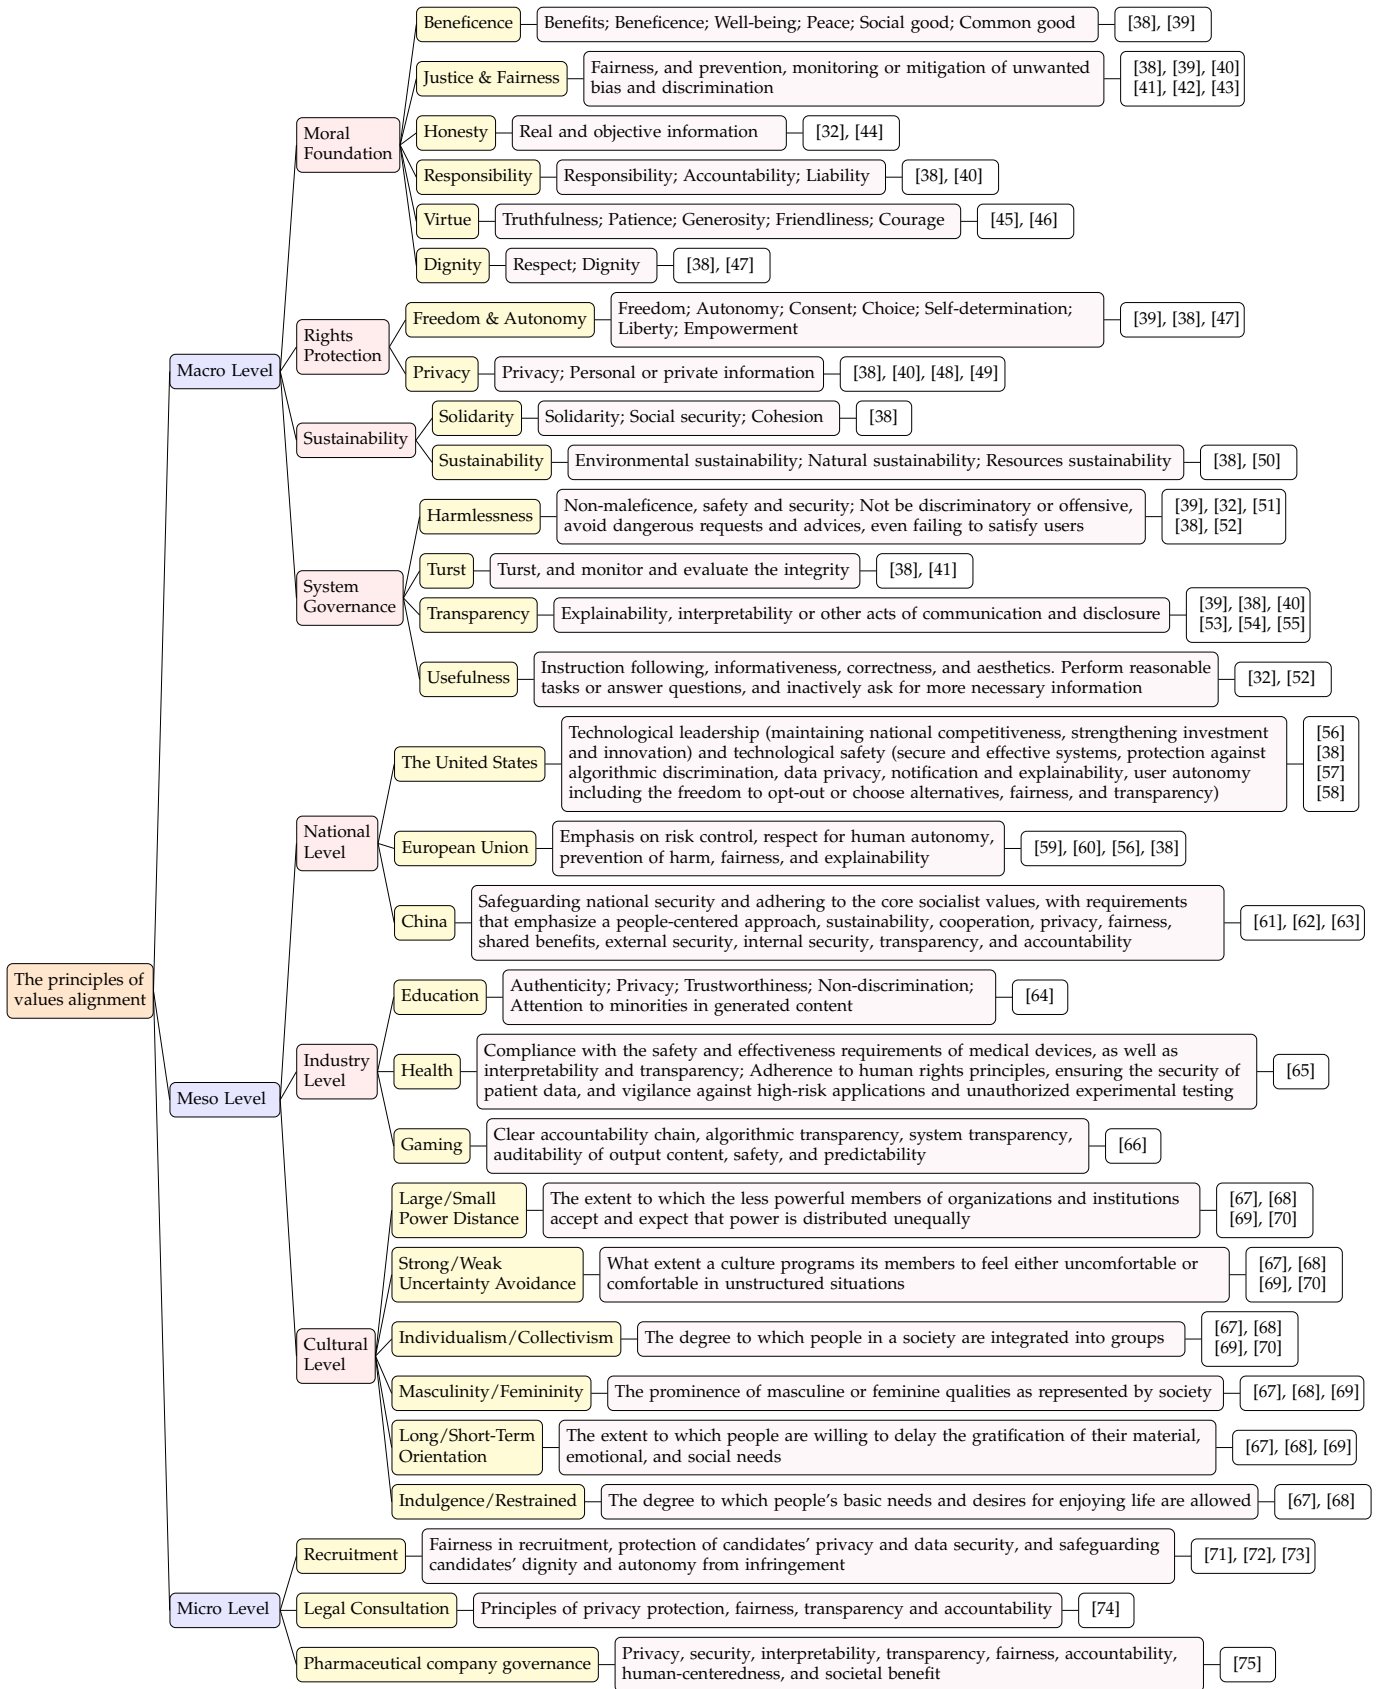 Beneficence
Benefits; Beneficence; Well-being; Peace; Social good; Common good
[38], [39]
Justice & Fairness
Fairness, and prevention, monitoring or mitigation of unwanted
bias and discrimination
[38], [39], [40]
[41], [42], [43]
Moral
Foundation
Honesty
Real and objective information
[32], [44]
Responsibility
Responsibility; Accountability; Liability
[38], [40]
Virtue
Truthfulness; Patience; Generosity; Friendliness; Courage
[45], [46]
Dignity
Respect; Dignity
[38], [47]
Rights
Protection
Freedom & Autonomy
Freedom; Autonomy; Consent; Choice; Self-determination;
Liberty; Empowerment
[39], [38], [47]
Macro Level
Privacy
Privacy; Personal or private information
[38], [40], [48], [49]
Sustainability
Solidarity
Solidarity; Social security; Cohesion
[38]
Sustainability
Environmental sustainability; Natural sustainability; Resources sustainability
[38], [50]
Harmlessness
Non-maleficence, safety and security; Not be discriminatory or offensive,
avoid dangerous requests and advices, even failing to satisfy users
[39], [32], [51]
[38], [52]
System
Governance
Turst
Turst, and monitor and evaluate the integrity
[38], [41]
Transparency
Explainability, interpretability or other acts of communication and disclosure
[39], [38], [40]
[53], [54], [55]
Usefulness
Instruction following, informativeness, correctness, and aesthetics. Perform reasonable
tasks or answer questions, and inactively ask for more necessary information
[32], [52]
The United States
Technological leadership (maintaining national competitiveness, strengthening investment
and innovation) and technological safety (secure and effective systems, protection against
algorithmic discrimination, data privacy, notification and explainability, user autonomy
including the freedom to opt-out or choose alternatives, fairness, and transparency)
[56]
[38]
[57]
[58]
National
Level
European Union
Emphasis on risk control, respect for human autonomy,
prevention of harm, fairness, and explainability
[59], [60], [56], [38]
China
Safeguarding national security and adhering to the core socialist values, with requirements
that emphasize a people-centered approach, sustainability, cooperation, privacy, fairness,
shared benefits, external security, internal security, transparency, and accountability
[61], [62], [63]
The principles of
values alignment
Education
Authenticity; Privacy; Trustworthiness; Non-discrimination;
Attention to minorities in generated content
[64]
Meso Level
Industry
Level
Health
Compliance with the safety and effectiveness requirements of medical devices, as well as
interpretability and transparency; Adherence to human rights principles, ensuring the security of
patient data, and vigilance against high-risk applications and unauthorized experimental testing
[65]
Gaming
Clear accountability chain, algorithmic transparency, system transparency,
auditability of output content, safety, and predictability
[66]
Large/Small
Power Distance
The extent to which the less powerful members of organizations and institutions
accept and expect that power is distributed unequally
[67], [68]
[69], [70]
Strong/Weak
Uncertainty Avoidance
What extent a culture programs its members to feel either uncomfortable or
comfortable in unstructured situations
[67], [68]
[69], [70]
Cultural
Level
Individualism/Collectivism
The degree to which people in a society are integrated into groups
[67], [68]
[69], [70]
Masculinity/Femininity
The prominence of masculine or feminine qualities as represented by society
[67], [68], [69]
Long/Short-Term
Orientation
The extent to which people are willing to delay the gratification of their material,
emotional, and social needs
[67], [68], [69]
Indulgence/Restrained
The degree to which people's basic needs and desires for enjoying life are allowed
[67], [68]
Micro Level
Recruitment
Fairness in recruitment, protection of candidates' privacy and data security, and safeguarding
candidates' dignity and autonomy from infringement
[71], [72], [73]
Legal Consultation
Principles of privacy protection, fairness, transparency and accountability
[74]
Pharmaceutical company governance
Privacy, security, interpretability, transparency, fairness, accountability,
human-centeredness, and societal benefit
[75]